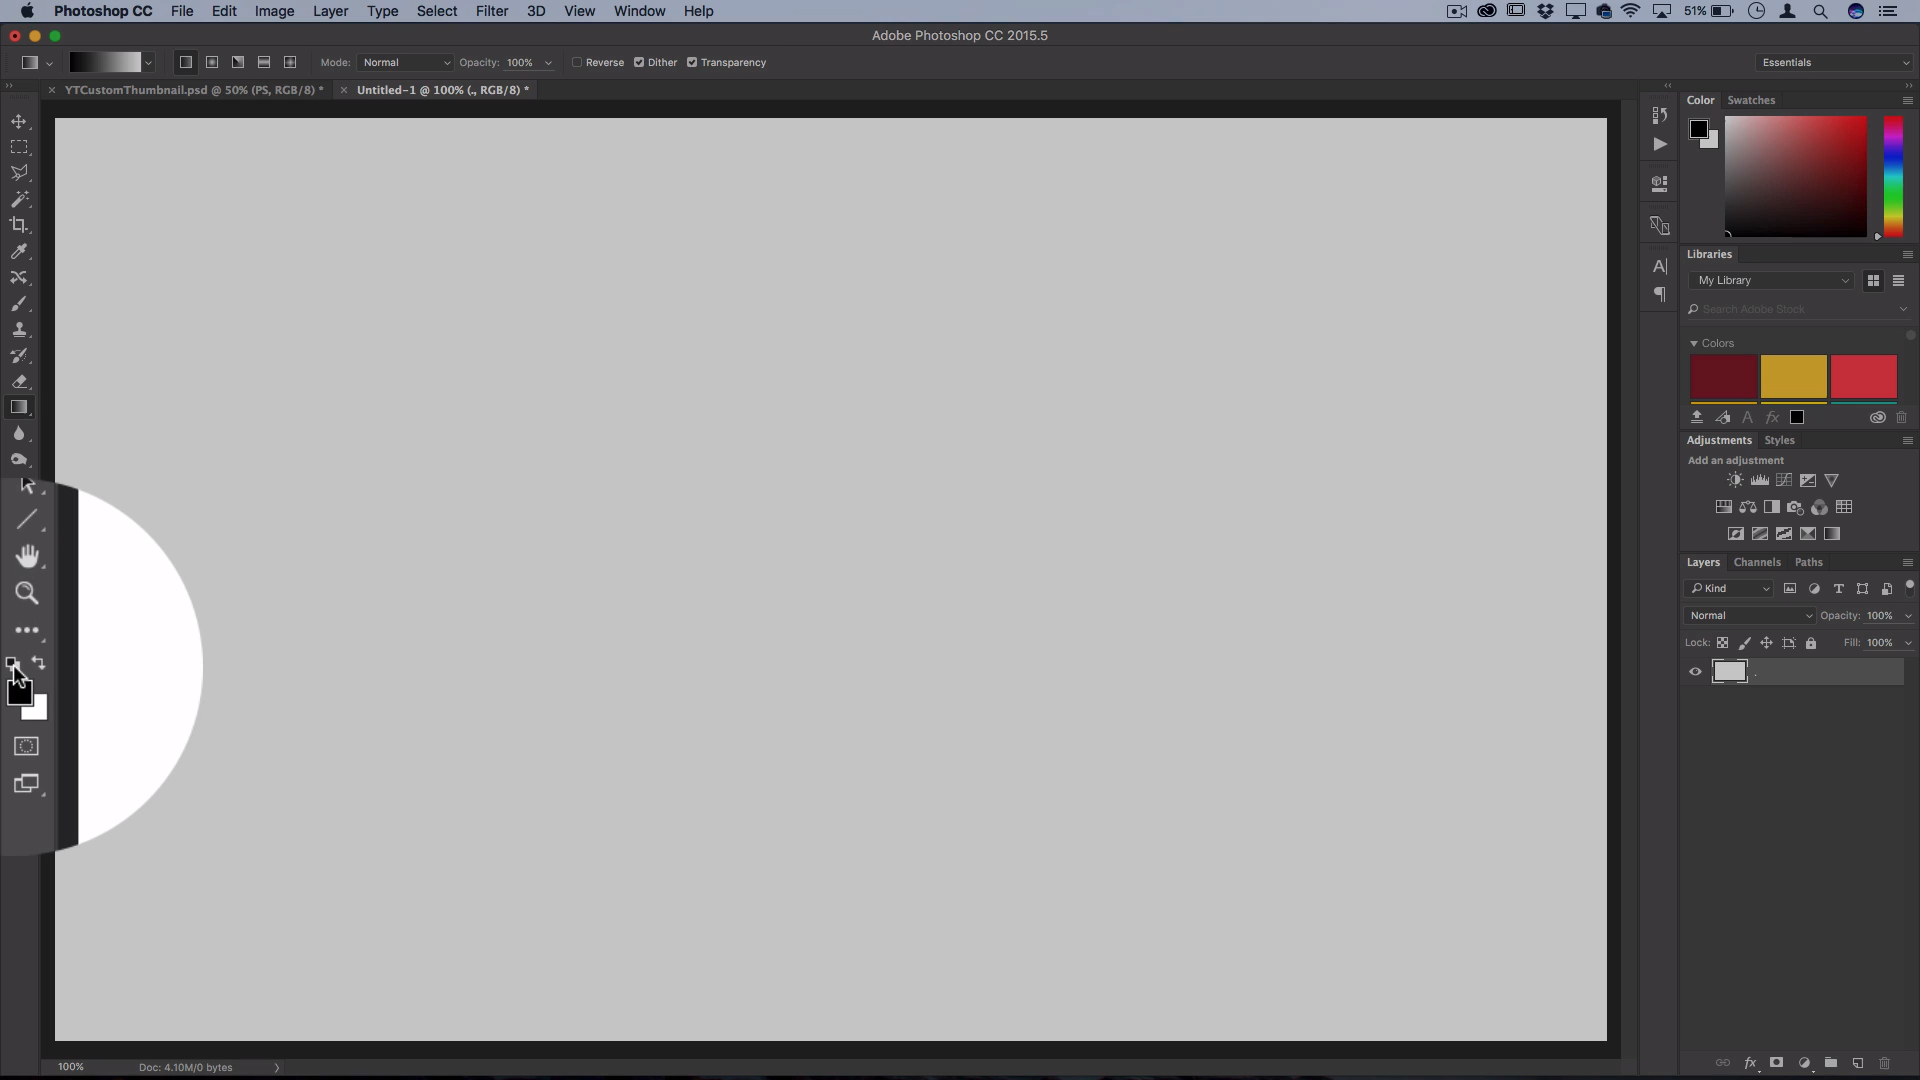 Photoshop CC File Edit Image Layer Type Select Filter 3D View Window Help 51%
Adobe Photoshop CC 2015.5
Mode: Normal Opacity: 100% Reverse Dither Transparency Essentials
YTCustomThumbnail.psd @ 50% (PS, RGB/8) * Untitled-1 @ 100% (., RGB/8) *
Color Swatches
Libraries
My Library
Search Adobe Stock
Colors
Adjustments Styles
Add an adjustment
Layers Channels Paths
Kind
Normal Opacity: 100%
Lock: Fill: 100%
.
100% Doc: 4.10M/0 bytes